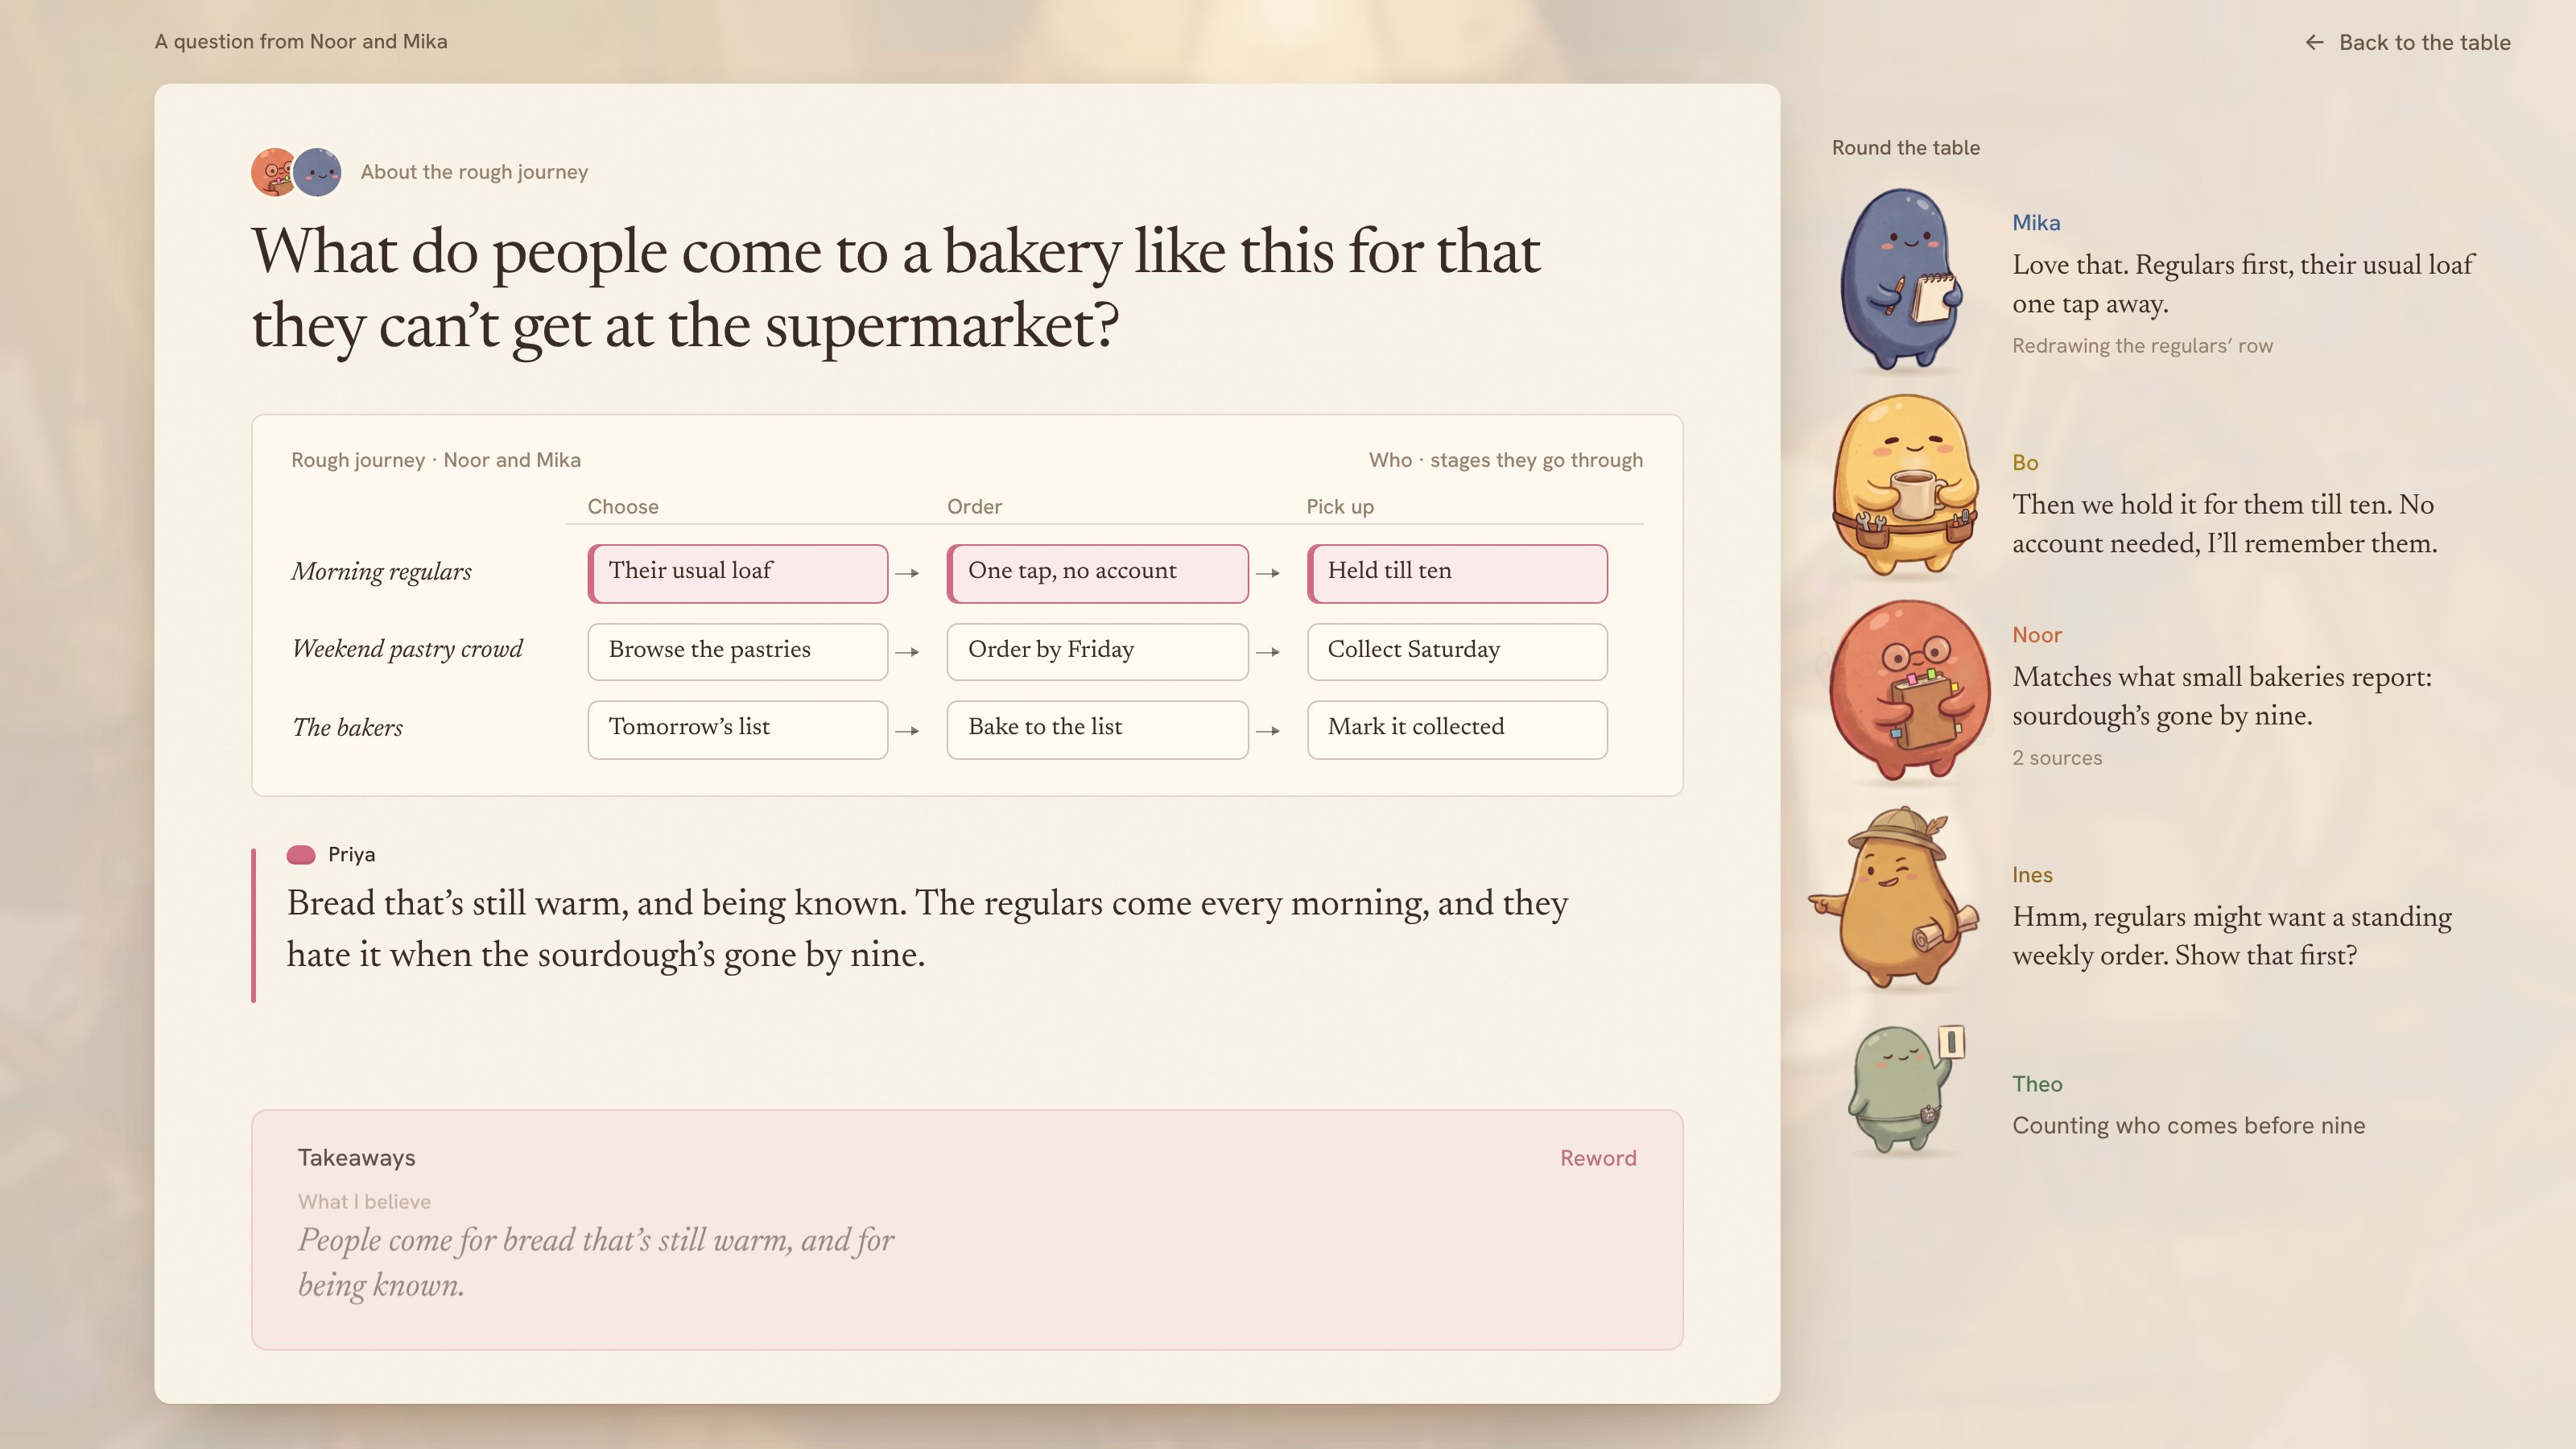 A question from Noor and Mika
← Back to the table
About the rough journey
What do people come to a bakery like this for that
they can’t get at the supermarket?
Rough journey · Noor and Mika
Who · stages they go through
Choose
Order
Pick up
Morning regulars
Their usual loaf
One tap, no account
Held till ten
Weekend pastry crowd
Browse the pastries
Order by Friday
Collect Saturday
The bakers
Tomorrow’s list
Bake to the list
Mark it collected
Priya
Bread that’s still warm, and being known. The regulars come every morning, and they
hate it when the sourdough’s gone by nine.
Takeaways
Reword
What I believe
People come for bread that’s still warm, and for
being known.
Round the table
Mika
Love that. Regulars first, their usual loaf
one tap away.
Redrawing the regulars’ row
Bo
Then we hold it for them till ten. No
account needed, I’ll remember them.
Noor
Matches what small bakeries report:
sourdough’s gone by nine.
2 sources
Ines
Hmm, regulars might want a standing
weekly order. Show that first?
Theo
Counting who comes before nine